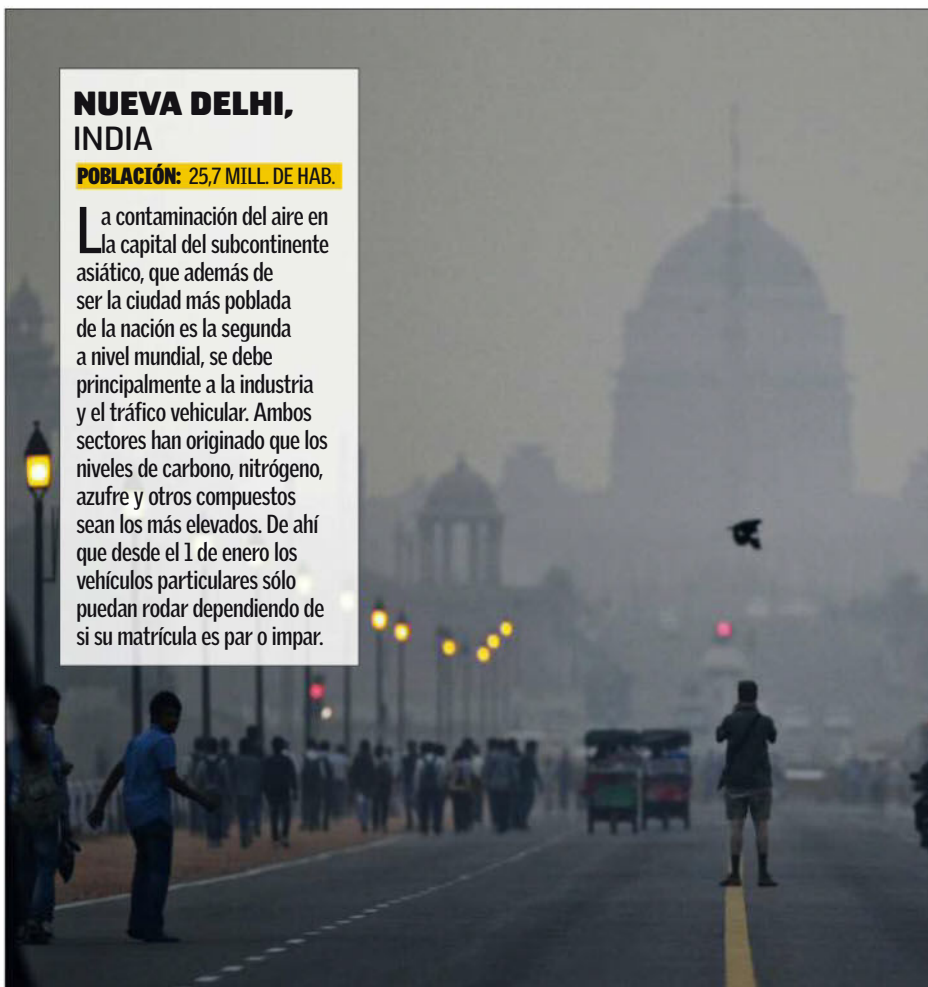 NUEVA DELHI,
INDIA
POBLACIÓN: 25,7 MILL. DE HAB.
La contaminación del aire en
la capital del subcontinente
asiático, que además de
ser la ciudad más poblada
de la nación es la segunda
a nivel mundial, se debe
principalmente a la industria
y el tráfico vehicular. Ambos
sectores han originado que los
niveles de carbono, nitrógeno,
azufre y otros compuestos
sean los más elevados. De ahí
que desde el 1 de enero los
vehículos particulares sólo
puedan rodar dependiendo de
si su matrícula es par o impar.